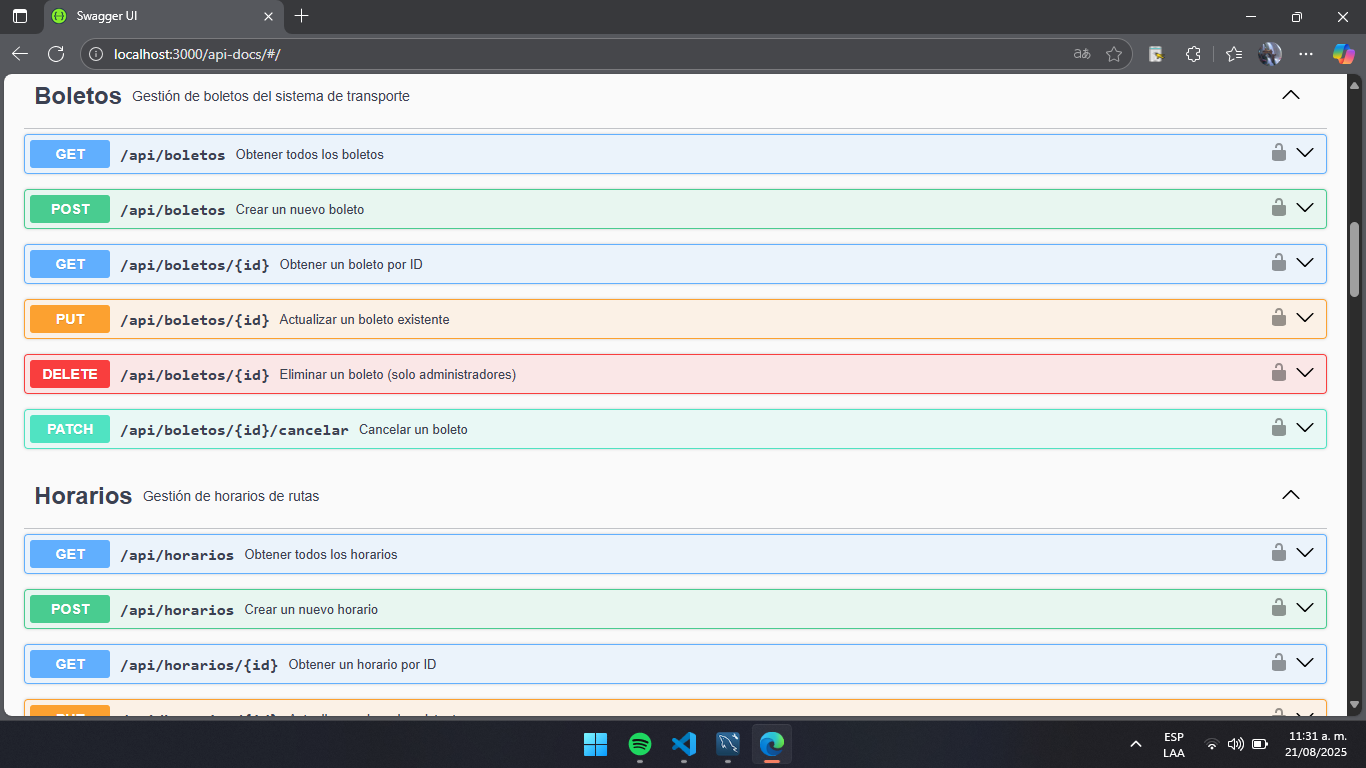 Swagger UI
localhost:3000/api-docs/#/
Boletos Gestión de boletos del sistema de transporte
GET /api/boletos Obtener todos los boletos
POST /api/boletos Crear un nuevo boleto
GET /api/boletos/{id} Obtener un boleto por ID
PUT /api/boletos/{id} Actualizar un boleto existente
DELETE /api/boletos/{id} Eliminar un boleto (solo administradores)
PATCH /api/boletos/{id}/cancelar Cancelar un boleto
Horarios Gestión de horarios de rutas
GET /api/horarios Obtener todos los horarios
POST /api/horarios Crear un nuevo horario
GET /api/horarios/{id} Obtener un horario por ID
PUT
ESP
LAA
11:31 a. m.
21/08/2025